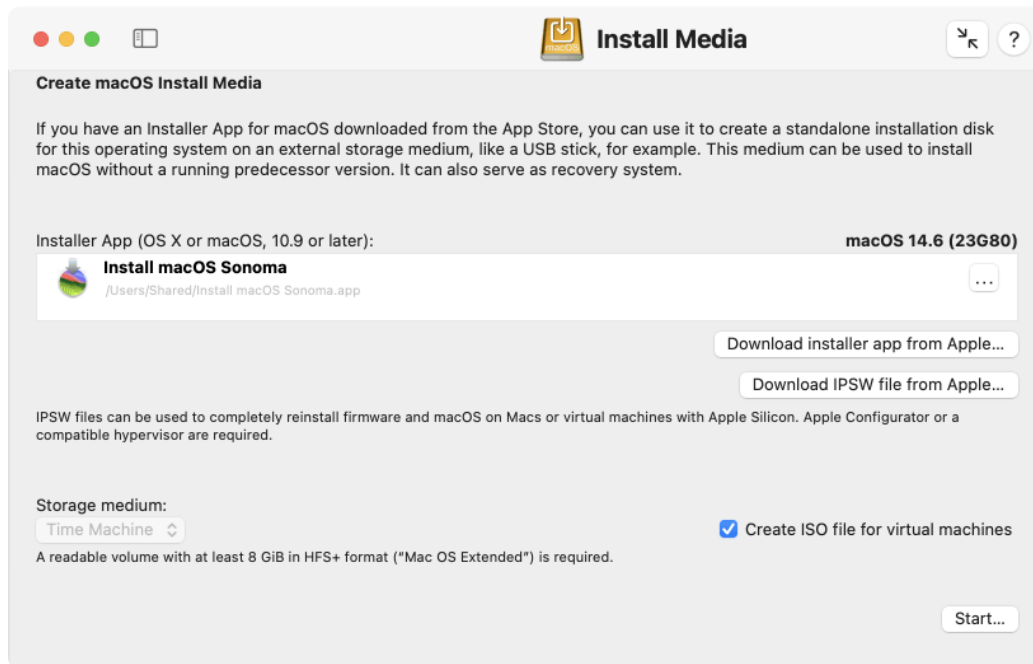 macOS
Install Media
?
Create macOS Install Media
If you have an Installer App for macOS downloaded from the App Store, you can use it to create a standalone installation disk
for this operating system on an external storage medium, like a USB stick, for example. This medium can be used to install
macOS without a running predecessor version. It can also serve as recovery system.
Installer App (OS X or macOS, 10.9 or later):
macOS 14.6 (23G80)
Install macOS Sonoma
/Users/Shared/Install macOS Sonoma.app
...
Download installer app from Apple...
Download IPSW file from Apple...
IPSW files can be used to completely reinstall firmware and macOS on Macs or virtual machines with Apple Silicon. Apple Configurator or a
compatible hypervisor are required.
Storage medium:
Time Machine
Create ISO file for virtual machines
A readable volume with at least 8 GiB in HFS+ format (“Mac OS Extended”) is required.
Start...